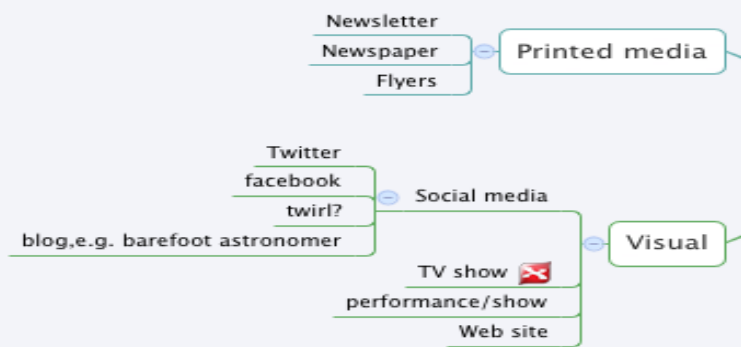 Newsletter
Newspaper
Flyers
Printed media
Twitter
facebook
twirl?
blog,e.g. barefoot astronomer
Social media
TV show
performance/show
Web site
Visual